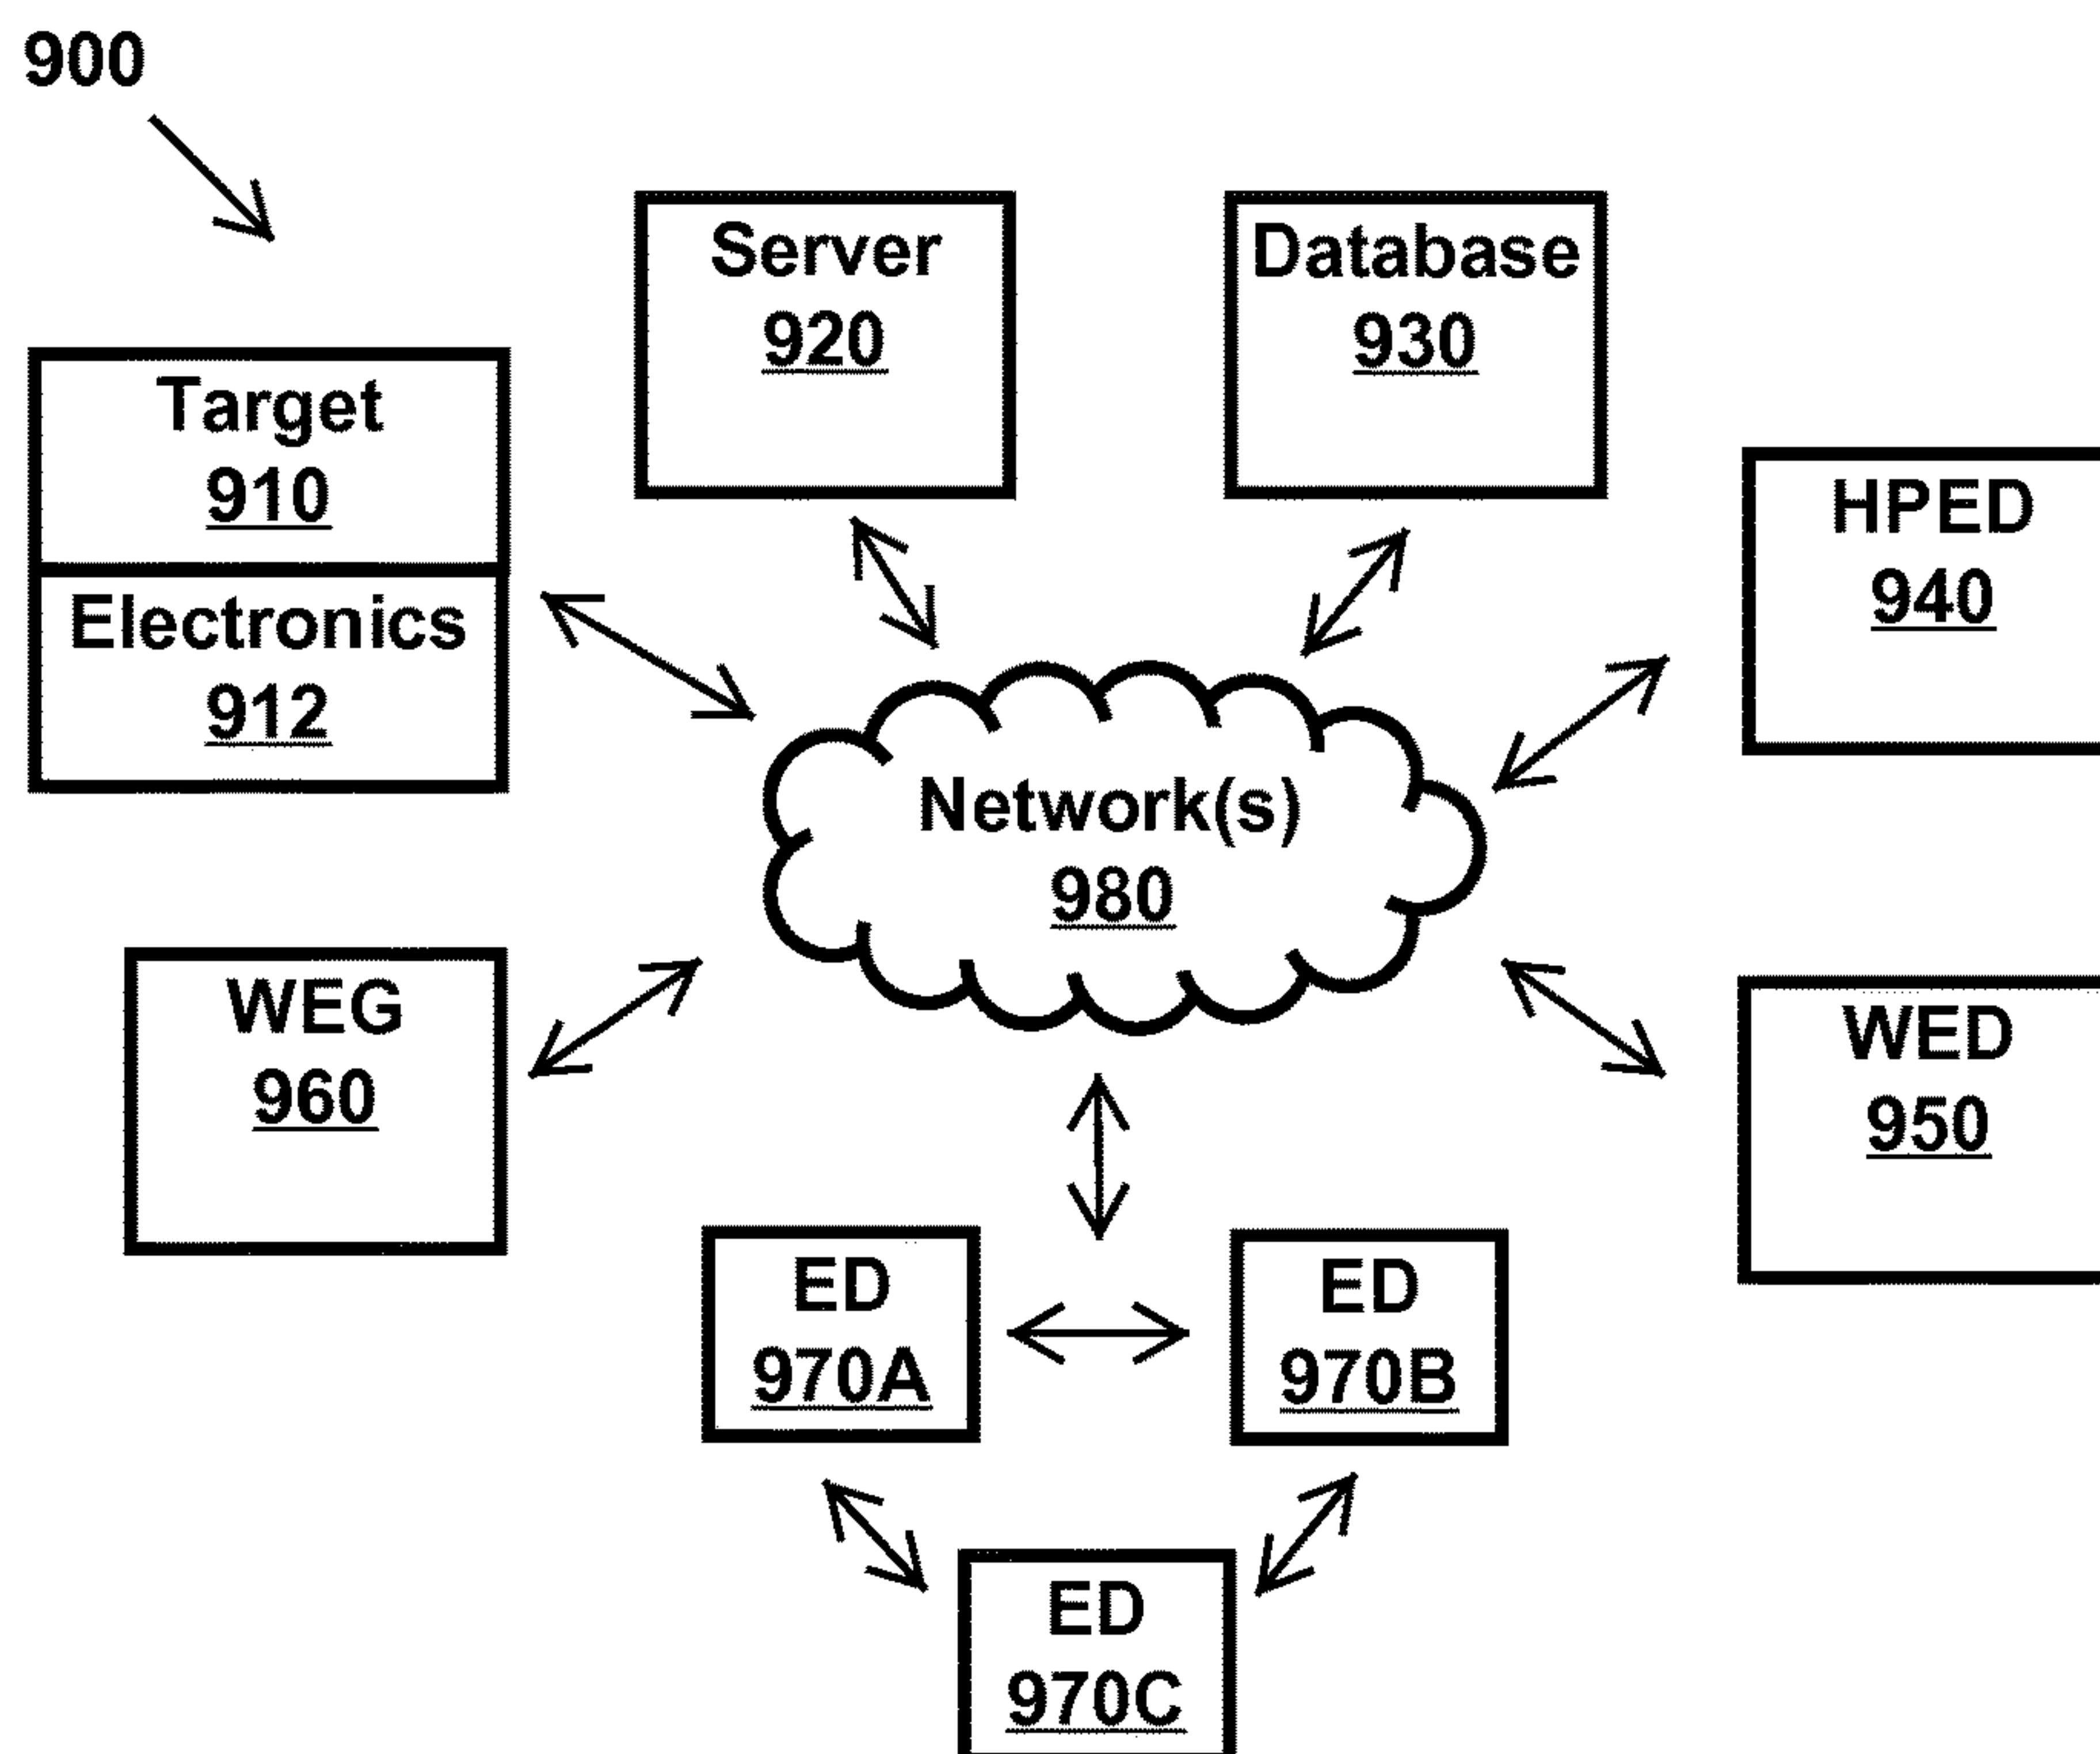 900
Server
920
Database
930
Target
910
Electronics
912
HPED
940
Network(s)
980
WEG
960
WED
950
ED
970A
ED
970B
ED
970C